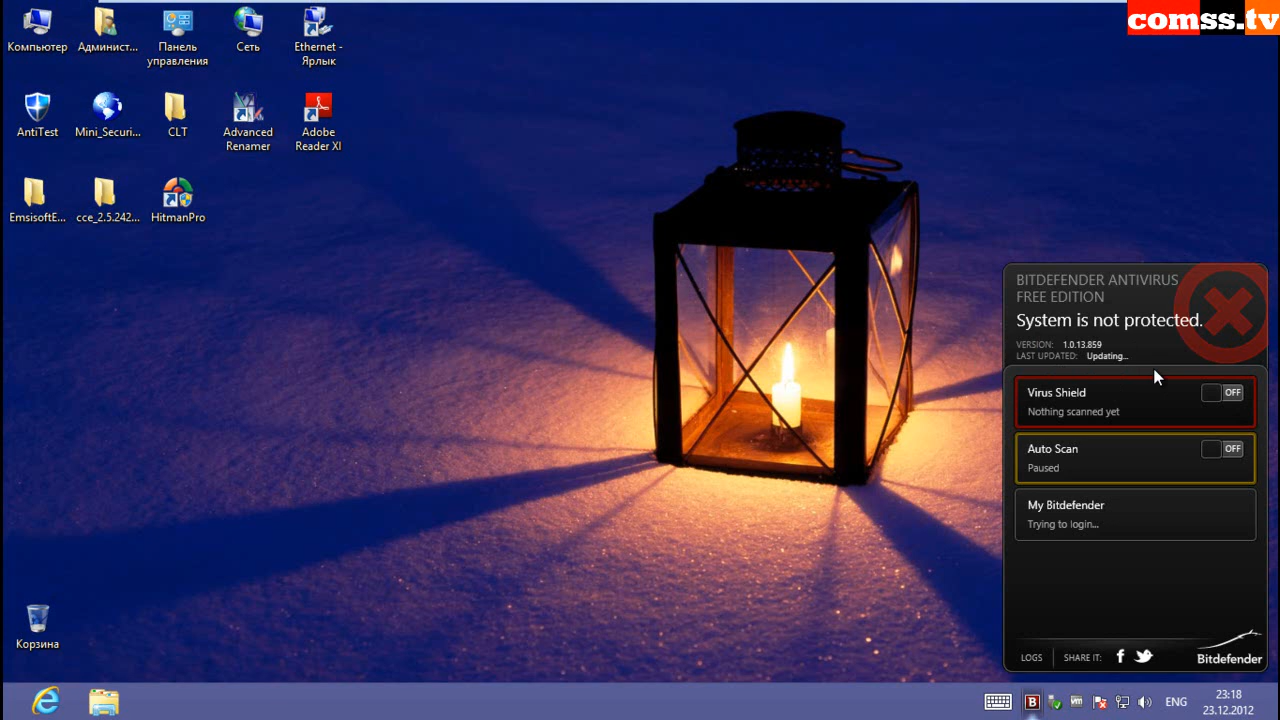 comss.tv
Компьютер
Админист...
Панель
управления
Сеть
Ethernet -
Ярлык
AntiTest
Mini_Securi...
CLT
Advanced
Renamer
Adobe
Reader XI
EmsisoftE...
cce_2.5.242...
HitmanPro
Корзина
BITDEFENDER ANTIVIRUS
FREE EDITION
System is not protected.
VERSION: 1.0.13.859
LAST UPDATED: Updating...
Virus Shield
OFF
Nothing scanned yet
Auto Scan
OFF
Paused
My Bitdefender
Trying to login...
LOGS
SHARE IT:
Bitdefender
B
vm
ENG
23:18
23.12.2012